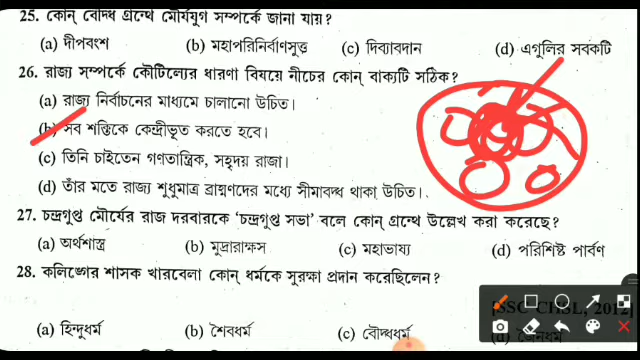 25. কোন্ বৌদ্ধ গ্রন্থে মৌর্যযুগ সম্পর্কে জানা যায়?
(a) দীপবংশ (b) মহাপরিনির্বাণসুত্ত (c) দিব্যাবদান (d) এগুলির সবকটি
26. রাজ্য সম্পর্কে কৌটিল্যের ধারণা বিষয়ে নীচের কোন্ বাক্যটি সঠিক?
(a) রাজ্য নির্বাচনের মাধ্যমে চালানো উচিত।
(b) সব শক্তিকে কেন্দ্রীভূত করতে হবে।
(c) তিনি চাইতেন গণতান্ত্রিক, সহৃদয় রাজা।
(d) তাঁর মতে রাজ্য শুধুমাত্র ব্রাহ্মণদের মধ্যে সীমাবদ্ধ থাকা উচিত।
27. চন্দ্রগুপ্ত মৌর্যের রাজ দরবারকে ‘চন্দ্রগুপ্ত সভা’ বলে কোন্ গ্রন্থে উল্লেখ করা করেছে?
(a) অর্থশাস্ত্র (b) মুদ্রারাক্ষস (c) মহাভাষ্য (d) পরিশিষ্ট পার্বণ
28. কলিঙ্গের শাসক খারবেলা কোন্ ধর্মকে সুরক্ষা প্রদান করেছিলেন?
[SSC CHSL, 2012]
(a) হিন্দুধর্ম (b) শৈবধর্ম (c) বৌদ্ধধর্ম (d) জৈনধর্ম